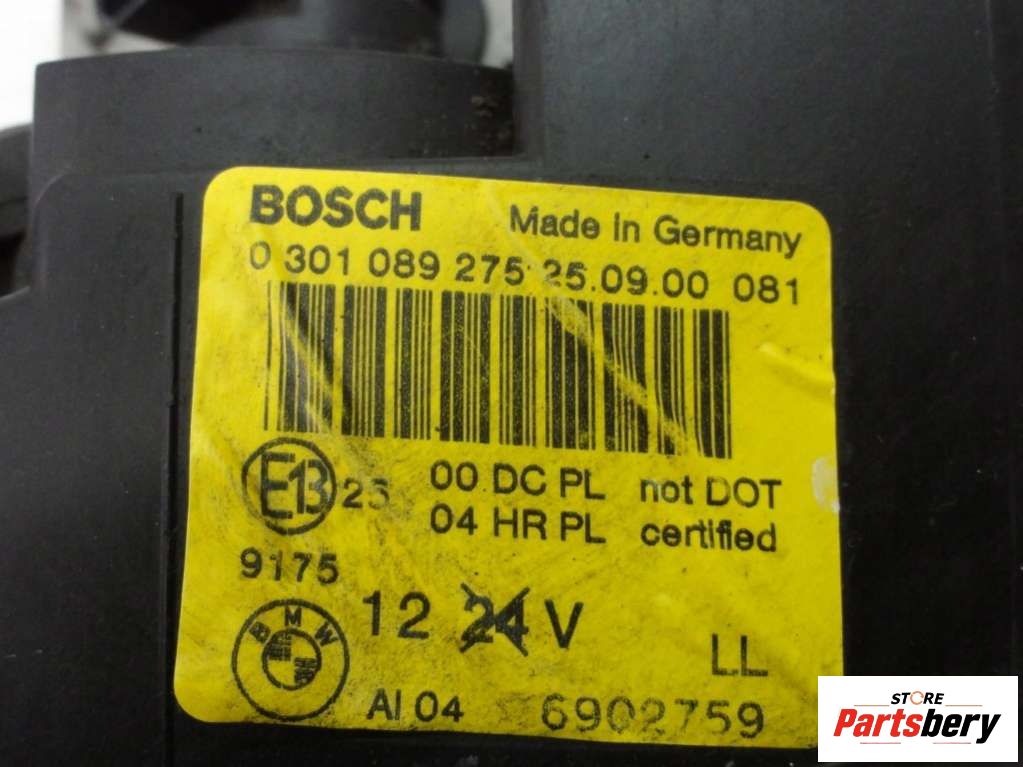 BOSCH Made in Germany
0 301 089 275 25.09.00 081
E13 25 00 DC PL not DOT
04 HR PL certified
9175
BMW 12 24 V LL
AI 04 6902759
STORE
Partsbery